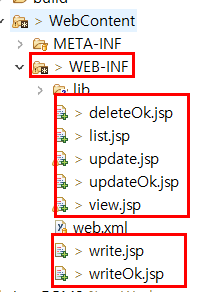 build
> WebContent
> META-INF
> WEB-INF
lib
> deleteOk.jsp
> list.jsp
> update.jsp
> updateOk.jsp
> view.jsp
web.xml
> write.jsp
> writeOk.jsp